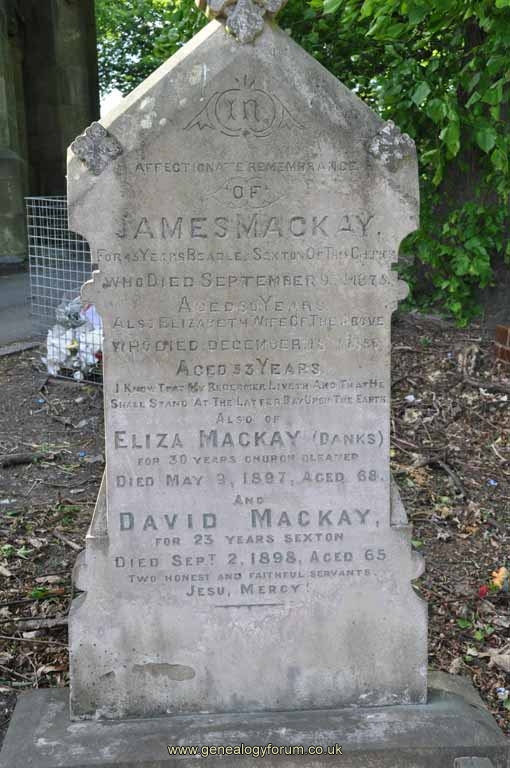 IN
AFFECTIONATE REMEMBRANCE
OF
JAMES MACKAY,
FOR 43 YEARS BEADLE & SEXTON OF THIS CHURCH
WHO DIED SEPTEMBER 9 1875,
AGED YEARS
ALSO ELIZABETH WIFE OF THE ABOVE
WHO DIED DECEMBER
AGED 53 YEARS
I KNOW THAT MY REDEEMER LIVETH AND THAT HE
SHALL STAND AT THE LATTER DAY UPON THE EARTH
ALSO OF
ELIZA MACKAY (DANKS)
FOR 30 YEARS CHURCH CLEANER
DIED MAY 9, 1897, AGED 68.
AND
DAVID MACKAY,
FOR 23 YEARS SEXTON
DIED SEPT 2, 1898, AGED 65
TWO HONEST AND FAITHFUL SERVANTS.
JESU, MERCY!
www.genealogyforum.co.uk